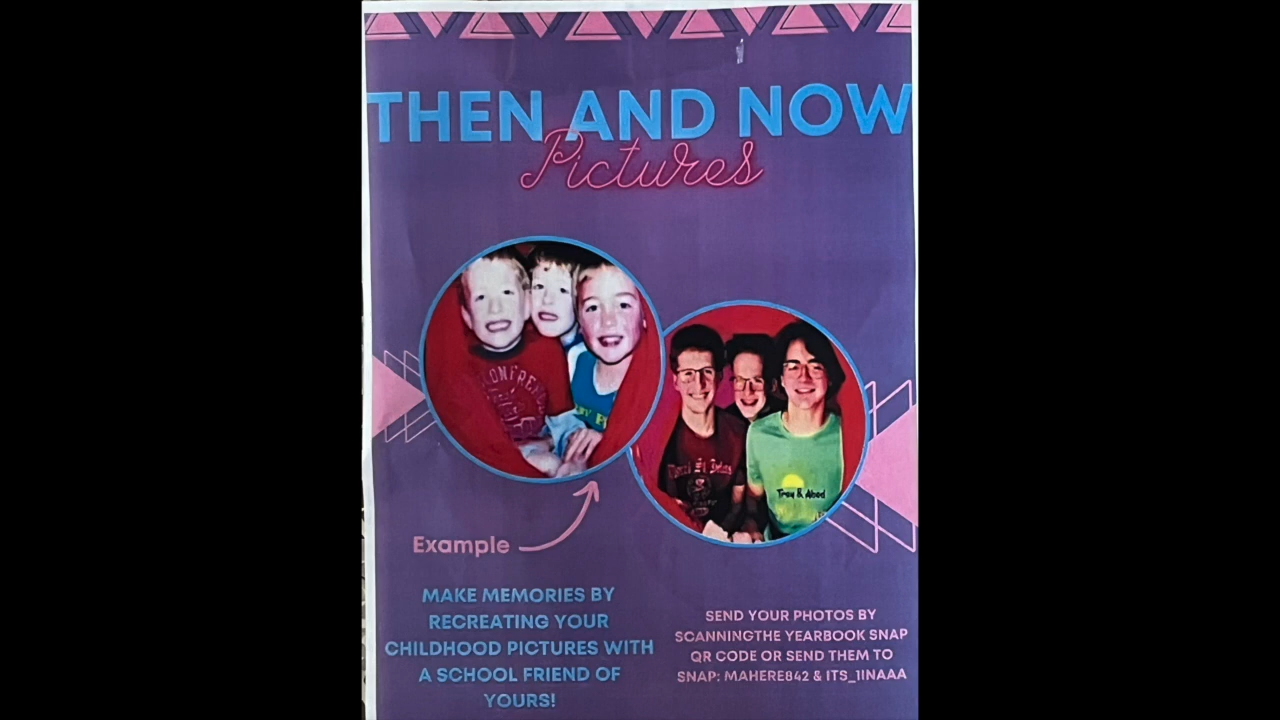 THEN AND NOW
Pictures
Example
MAKE MEMORIES BY
RECREATING YOUR
CHILDHOOD PICTURES WITH
A SCHOOL FRIEND OF
YOURS!
SEND YOUR PHOTOS BY
SCANNINGTHE YEARBOOK SNAP
QR CODE OR SEND THEM TO
SNAP: MAHERE842 & ITS_1INAAA
Troy & Abed